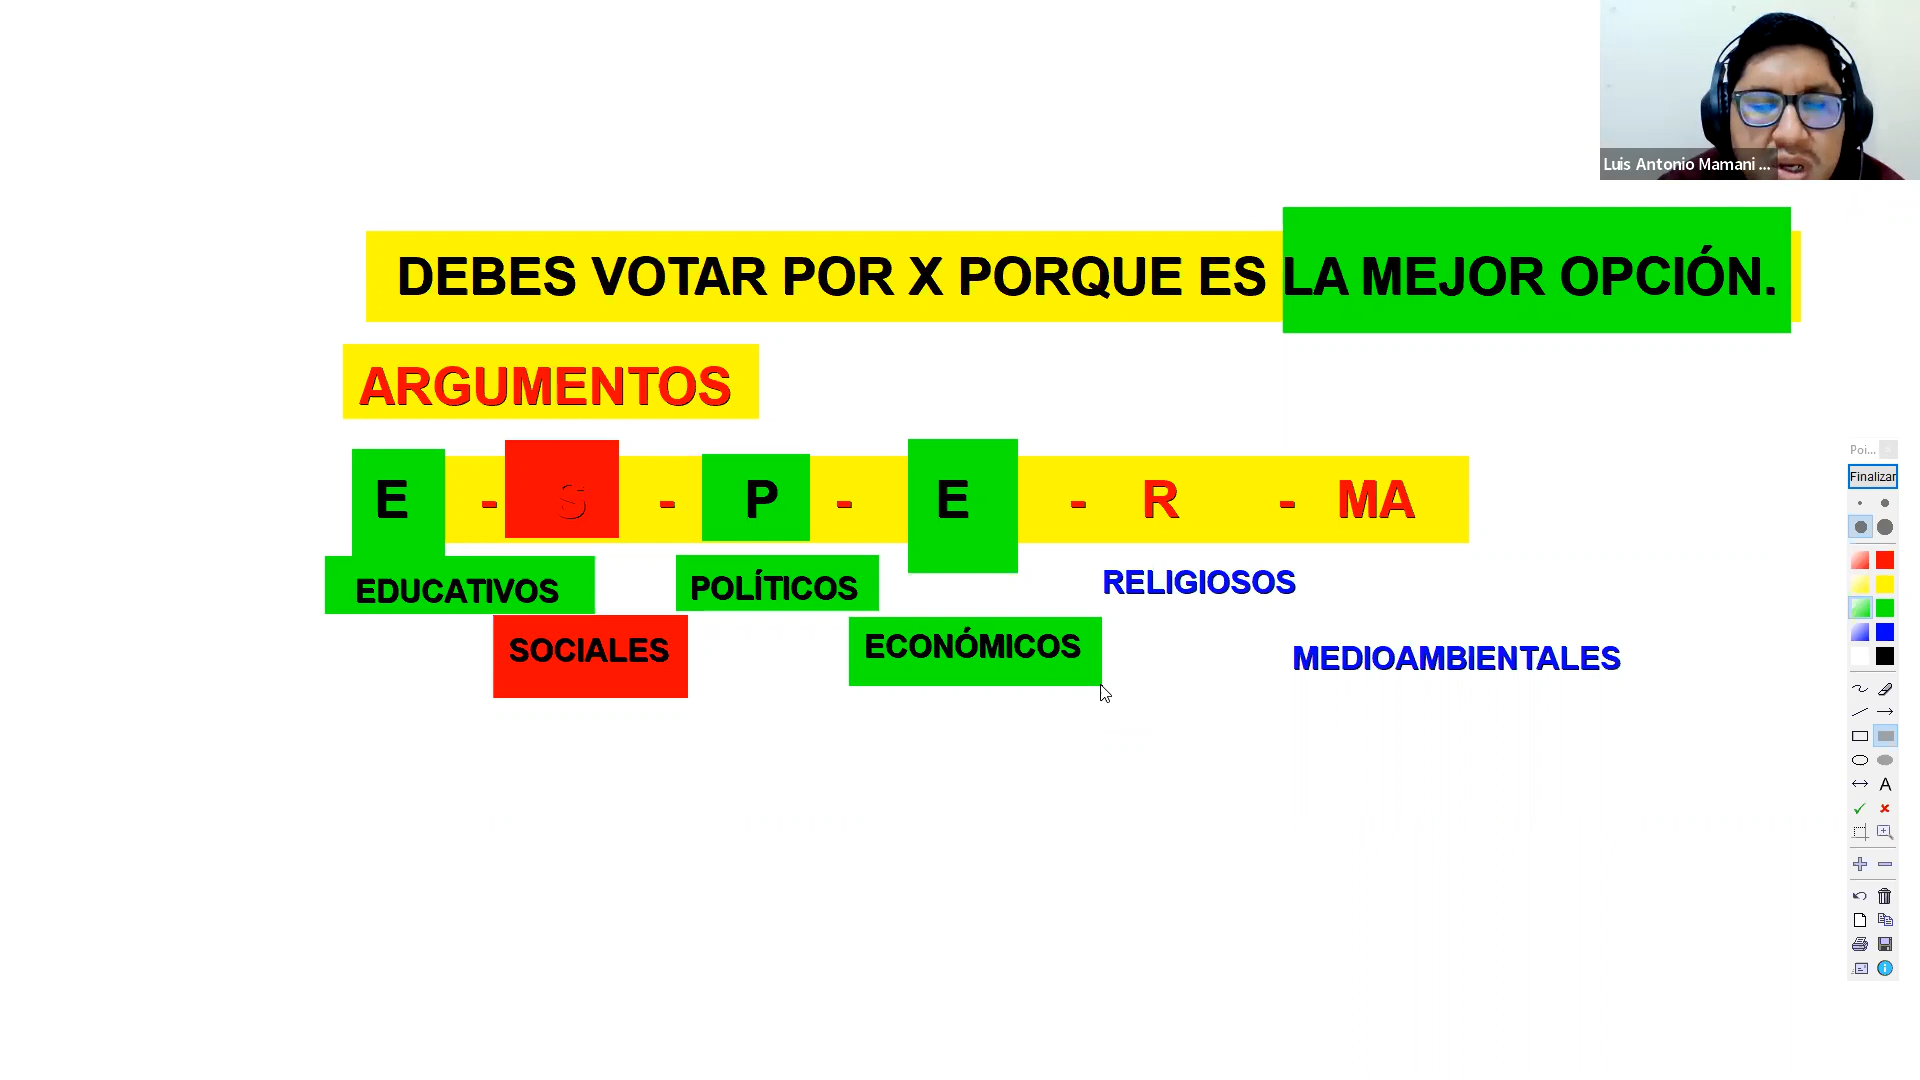 Luis Antonio Mamani ...
DEBES VOTAR POR X PORQUE ES LA MEJOR OPCIÓN.
ARGUMENTOS
E - S - P - E - R - MA
EDUCATIVOS
POLÍTICOS
RELIGIOSOS
SOCIALES
ECONÓMICOS
MEDIOAMBIENTALES
Poi...
Finalizar
A